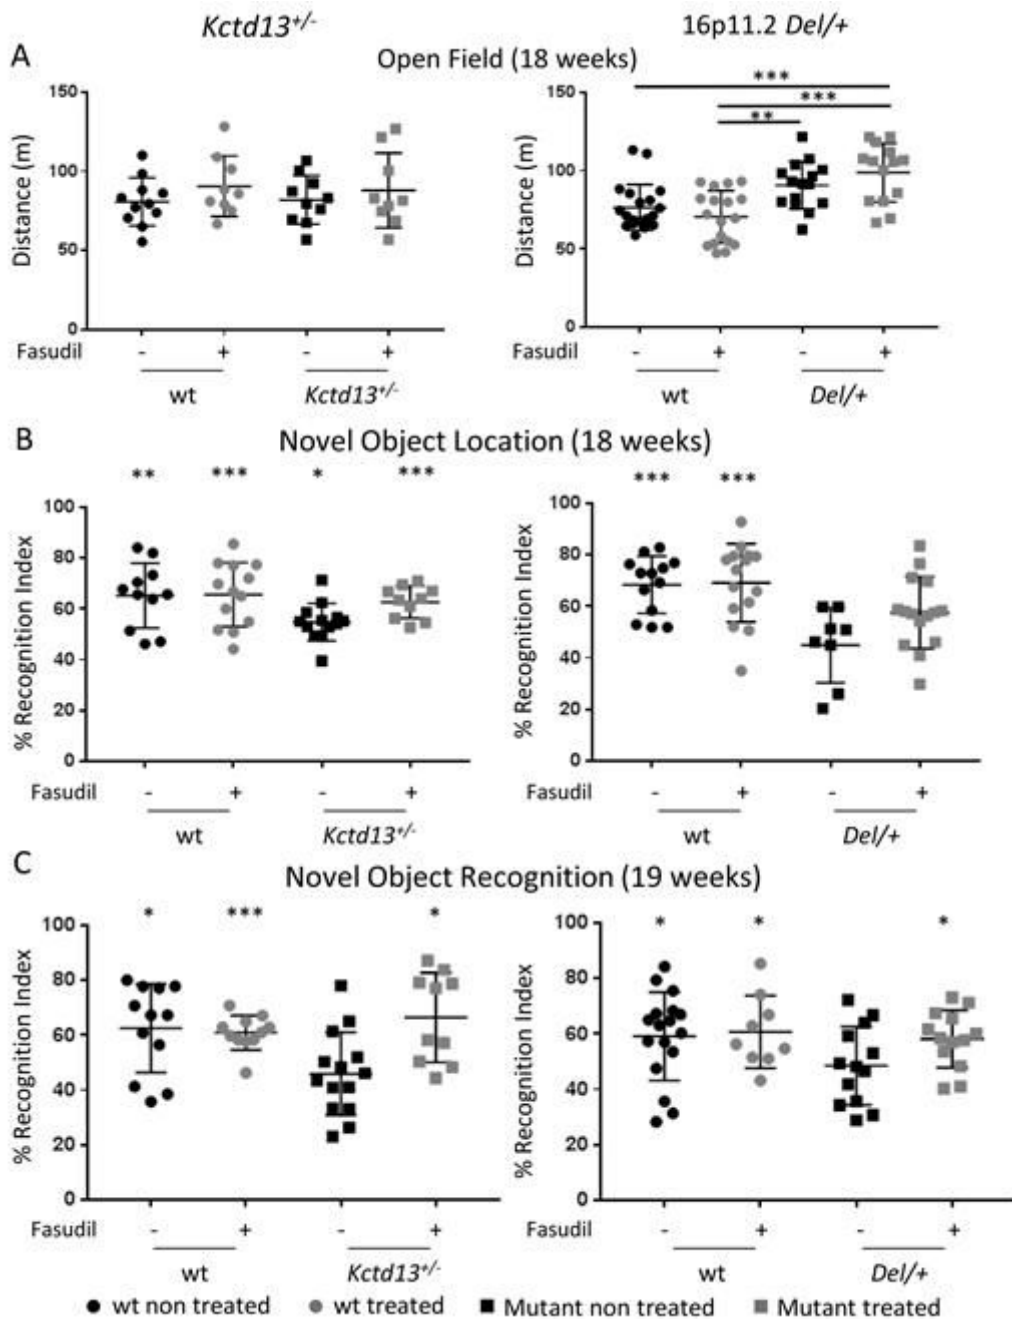 Kctd13+/-
16p11.2 Del/+
A
Open Field (18 weeks)
***
***
**
150
100
50
0
Distance (m)
150
100
50
0
Distance (m)
Fasudil - + - +
wt Kctd13+/-
Fasudil - + - +
wt Del/+
B
Novel Object Location (18 weeks)
** *** * ***
*** ***
100
80
60
40
20
0
% Recognition Index
100
80
60
40
20
0
% Recognition Index
Fasudil - + - +
wt Kctd13+/-
Fasudil - + - +
wt Del/+
C
Novel Object Recognition (19 weeks)
* *** *
* * *
100
80
60
40
20
0
% Recognition Index
100
80
60
40
20
0
% Recognition Index
Fasudil - + - +
wt Kctd13+/-
Fasudil - + - +
wt Del/+
wt non treated wt treated Mutant non treated Mutant treated